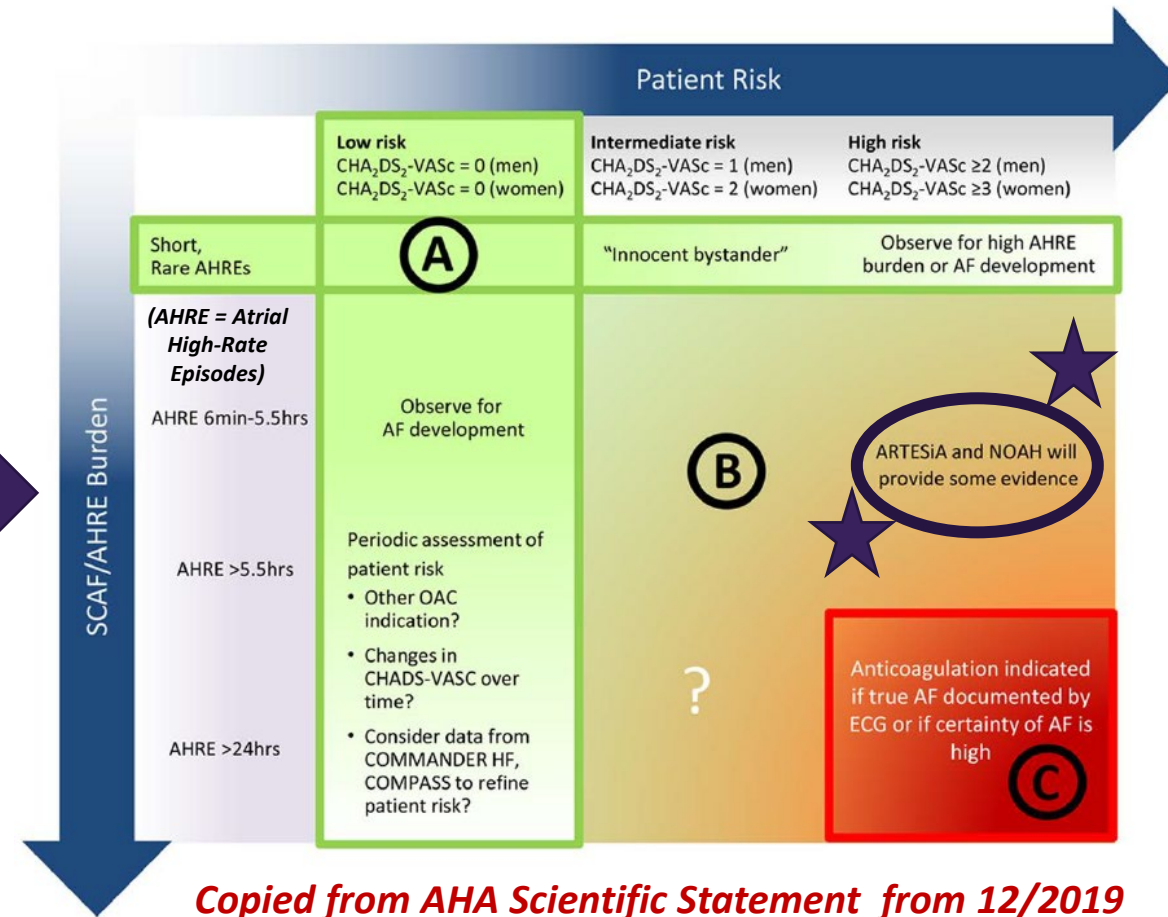 Patient Risk
Low risk
CHA₂DS₂-VASc = 0 (men)
CHA₂DS₂-VASc = 0 (women)
Intermediate risk
CHA₂DS₂-VASc = 1 (men)
CHA₂DS₂-VASc = 2 (women)
High risk
CHA₂DS₂-VASc ≥2 (men)
CHA₂DS₂-VASc ≥3 (women)
Short,
Rare AHREs
A
"Innocent bystander"
Observe for high AHRE
burden or AF development
SCAF/AHRE Burden
(AHRE = Atrial
High-Rate
Episodes)
AHRE 6min-5.5hrs
Observe for
AF development
B
ARTESiA and NOAH will
provide some evidence
AHRE >5.5hrs
Periodic assessment of
patient risk
• Other OAC
indication?
• Changes in
CHADS-VASC over
time?
• Consider data from
COMMANDER HF,
COMPASS to refine
patient risk?
?
Anticoagulation indicated
if true AF documented by
ECG or if certainty of AF is
high
C
AHRE >24hrs
Copied from AHA Scientific Statement from 12/2019